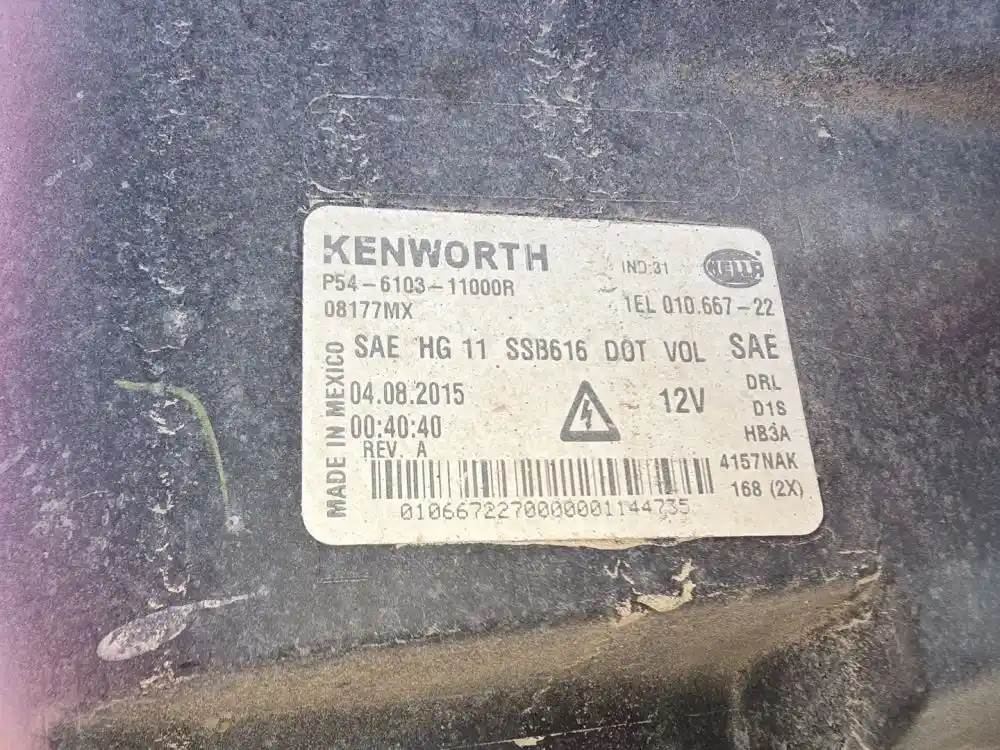 KENWORTH
IND:31 HELLA
P54-6103-11000R
08177MX 1EL 010.667-22
SAE HG 11 SSB616 DOT VOL SAE
MADE IN MEXICO
04.08.2015 12V DRL
D1S
00:40:40 HB3A
REV. A 4157NAK
168 (2X)
0106672270000001144735